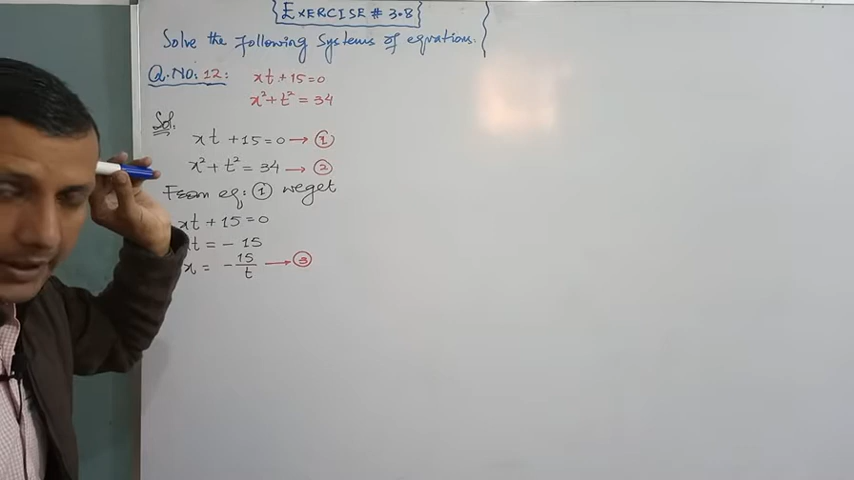 EXERCISE # 3.8
Solve the following systems of equations.
Q.NO: 12: xt + 15 = 0
x² + t² = 34
Sol:
xt + 15 = 0 → ①
x² + t² = 34 → ②
From eq: ① we get
xt + 15 = 0
xt = - 15
x = - 15/t → ③